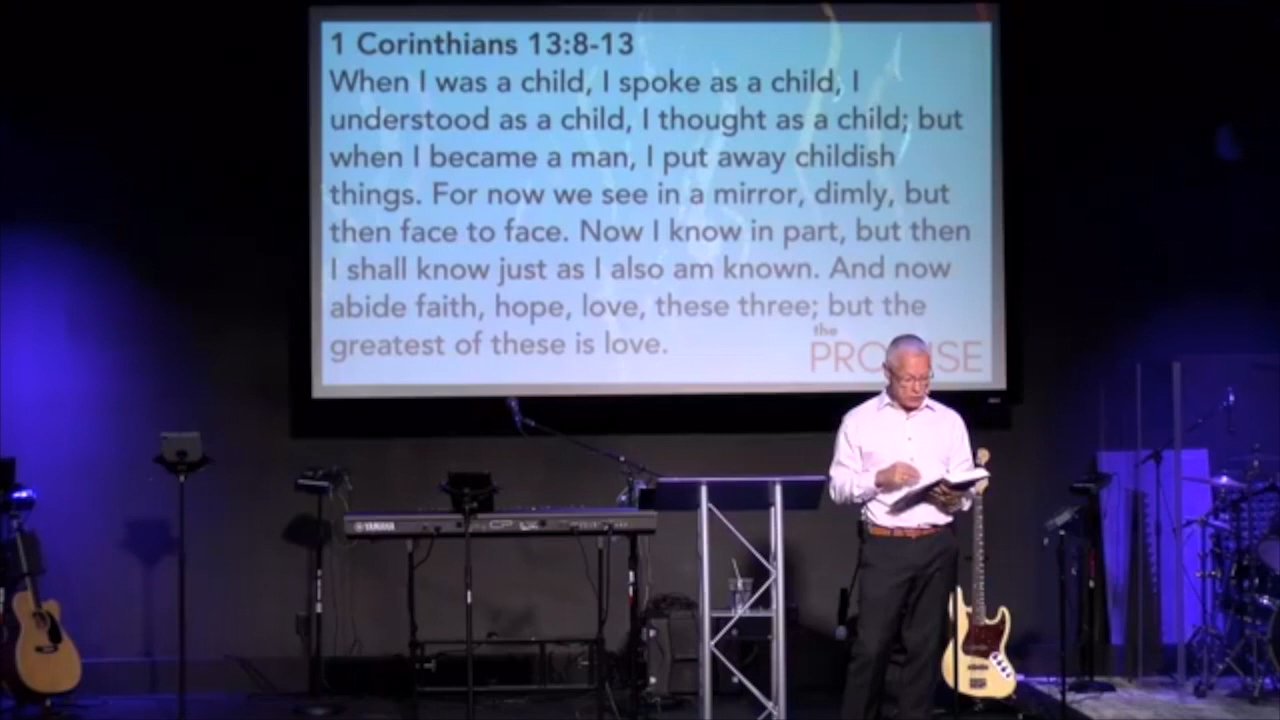 1 Corinthians 13:8-13
When I was a child, I spoke as a child, I
understood as a child, I thought as a child; but
when I became a man, I put away childish
things. For now we see in a mirror, dimly, but
then face to face. Now I know in part, but then
I shall know just as I also am known. And now
abide faith, hope, love, these three; but the
greatest of these is love.
the
YAMAHA